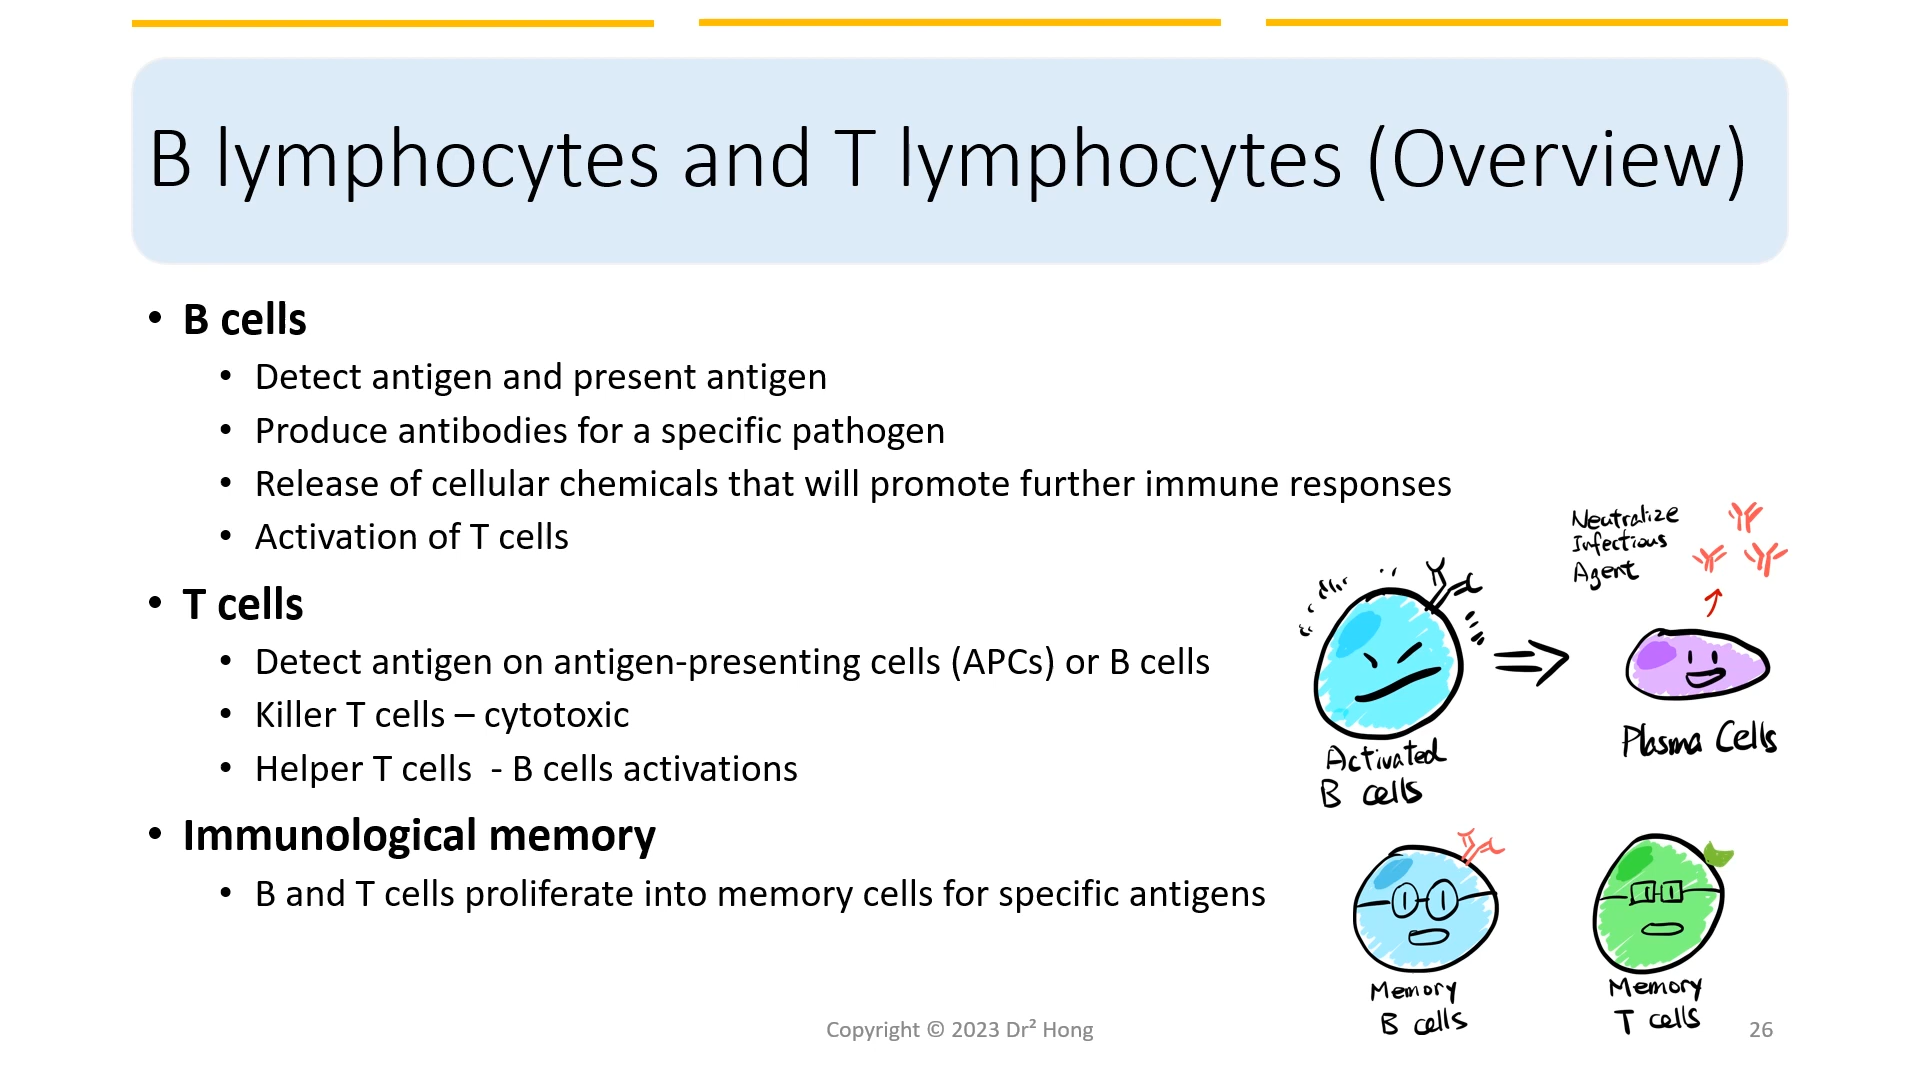 B lymphocytes and T lymphocytes (Overview)
• B cells
• Detect antigen and present antigen
• Produce antibodies for a specific pathogen
• Release of cellular chemicals that will promote further immune responses
• Activation of T cells
• T cells
• Detect antigen on antigen-presenting cells (APCs) or B cells
• Killer T cells – cytotoxic
• Helper T cells  - B cells activations
• Immunological memory
• B and T cells proliferate into memory cells for specific antigens
Neutralize
Infectious
Agent
Activated
B cells
Plasma Cells
Memory
B cells
Memory
T cells
Copyright © 2023 Dr² Hong
26